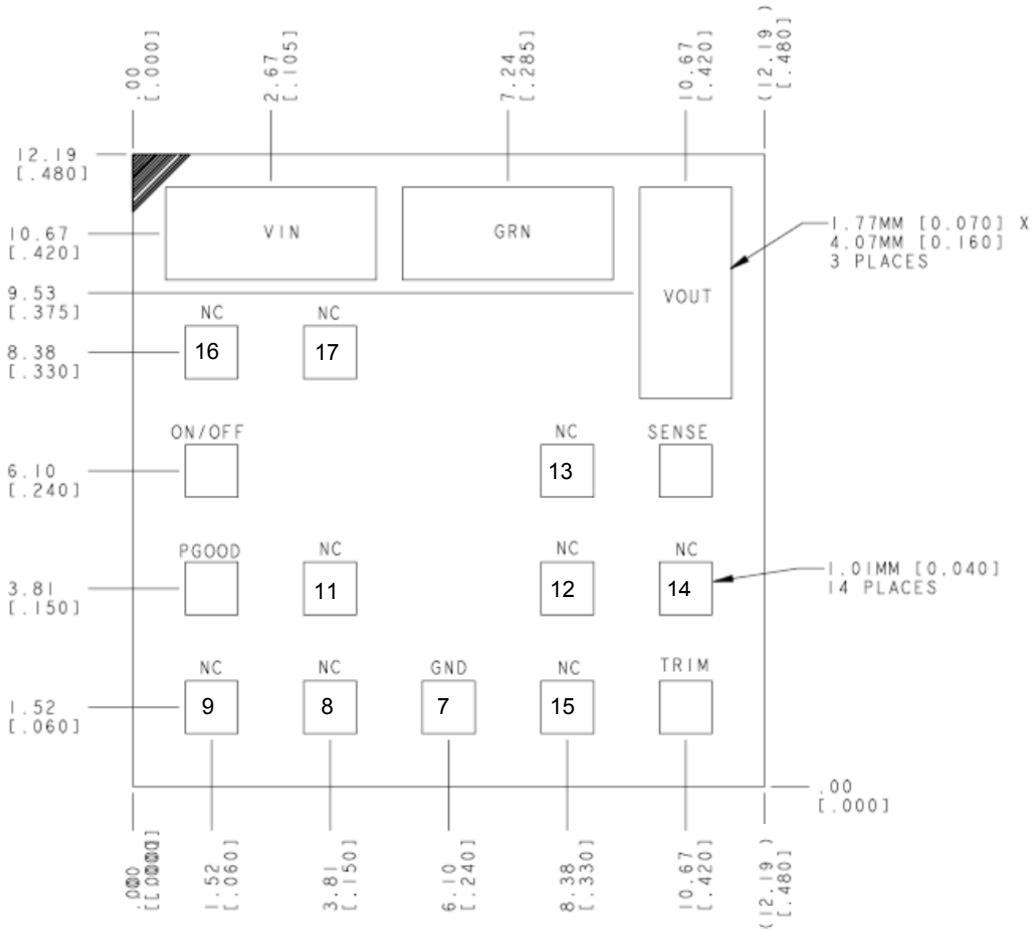 .00
[.000]
2.67
[.105]
7.24
[.285]
10.67
[.420]
(12.19 )
[.480]
12.19
[.480]
10.67
[.420]
9.53
[.375]
8.38
[.330]
6.10
[.240]
3.81
[.150]
1.52
[.060]
VIN
GRN
VOUT
1.77MM [0.070] X
4.07MM [0.160]
3 PLACES
NC
16
NC
17
ON/OFF
NC
13
SENSE
PGOOD
NC
11
NC
12
NC
14
1.01MM [0.040]
14 PLACES
NC
9
NC
8
GND
7
NC
15
TRIM
.00
[.000]
1.52
[.060]
3.81
[.150]
6.10
[.240]
8.38
[.330]
10.67
[.420]
(12.19 )
[.480]